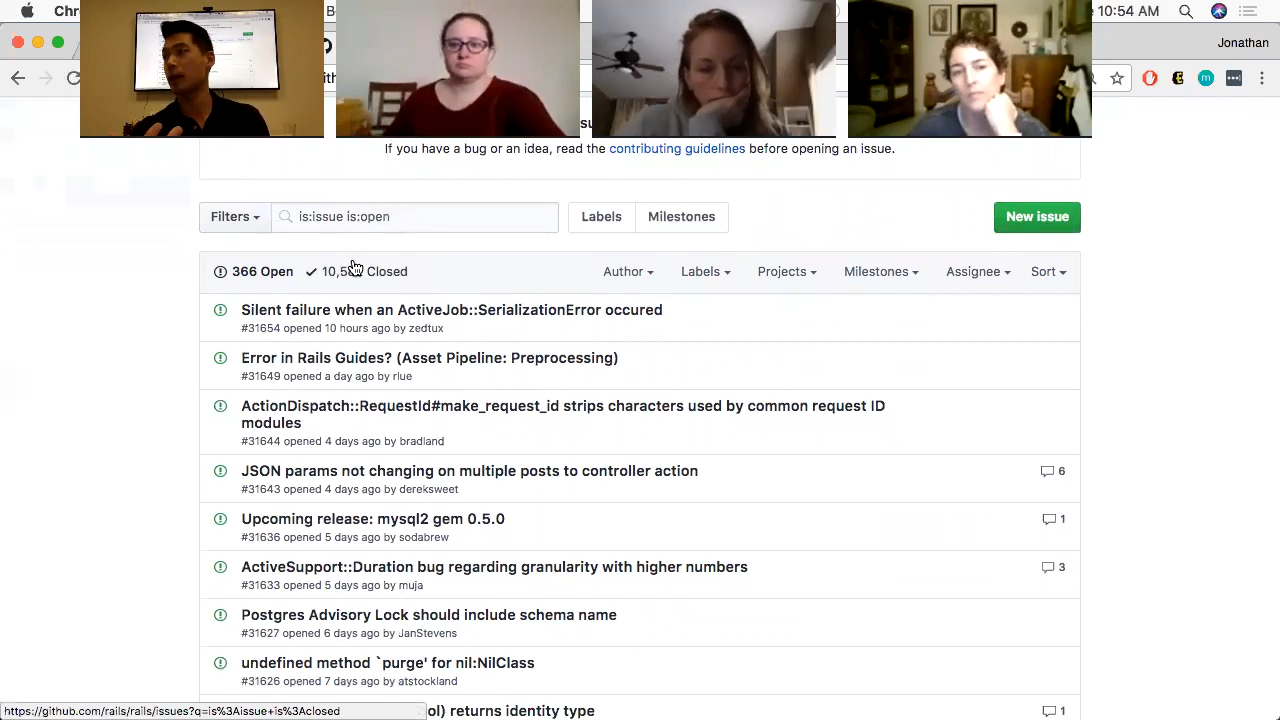 Chr
10:54 AM
Jonathan
If you have a bug or an idea, read the contributing guidelines before opening an issue.
Filters
is:issue is:open
Labels
Milestones
New issue
366 Open
Closed
Author
Labels
Projects
Milestones
Assignee
Sort
Silent failure when an ActiveJob::SerializationError occured
#31654 opened 10 hours ago by zedtux
Error in Rails Guides? (Asset Pipeline: Preprocessing)
#31649 opened a day ago by rlue
ActionDispatch::RequestId#make_request_id strips characters used by common request ID
modules
#31644 opened 4 days ago by bradland
JSON params not changing on multiple posts to controller action
6
#31643 opened 4 days ago by dereksweet
Upcoming release: mysql2 gem 0.5.0
1
#31636 opened 5 days ago by sodabrew
ActiveSupport::Duration bug regarding granularity with higher numbers
3
#31633 opened 5 days ago by muja
Postgres Advisory Lock should include schema name
#31627 opened 6 days ago by JanStevens
undefined method `purge' for nil:NilClass
#31626 opened 7 days ago by atstockland
ol) returns identity type
1
https://github.com/rails/rails/issues?q=is%3Aissue+is%3Aclosed